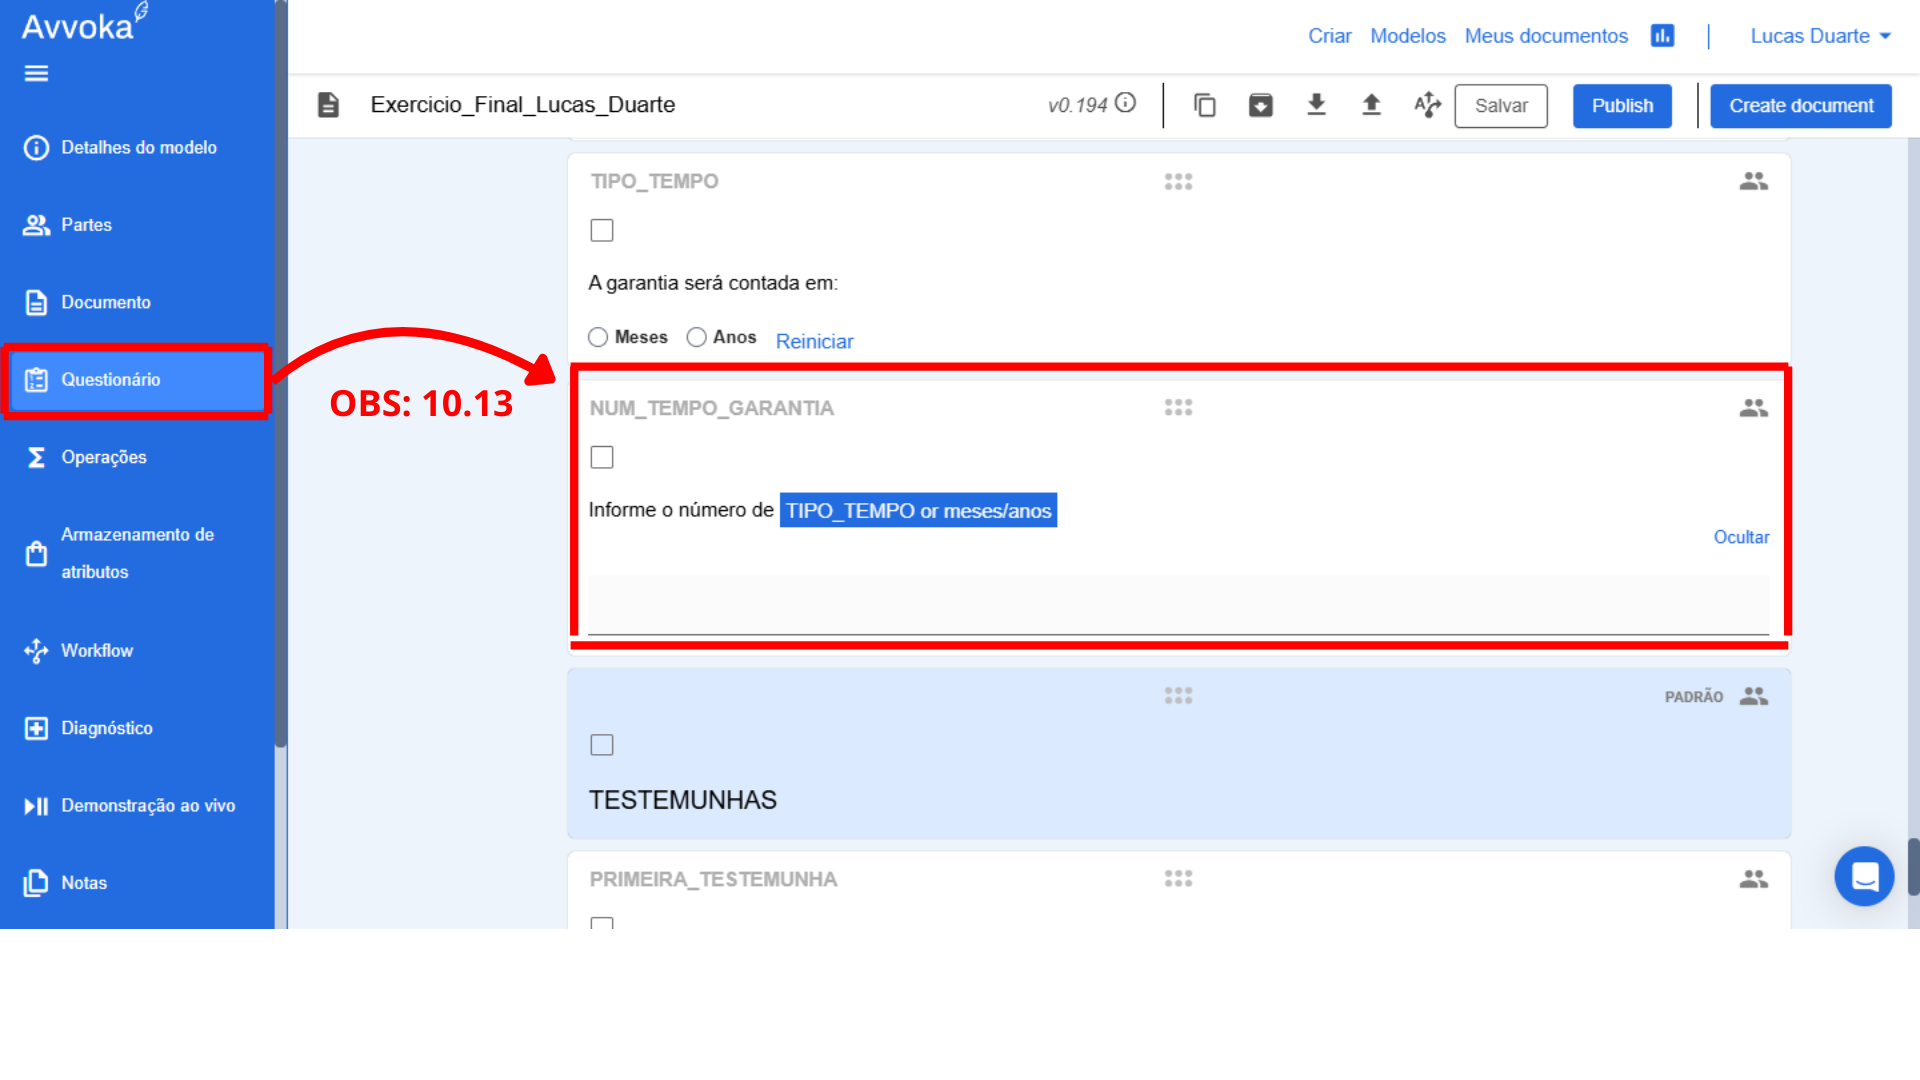 Avvoka
Criar Modelos Meus documentos Lucas Duarte
Exercicio_Final_Lucas_Duarte v0.194 Salvar Publish Create document
Detalhes do modelo
Partes
Documento
Questionário
Operações
Armazenamento de
atributos
Workflow
Diagnóstico
Demonstração ao vivo
Notas
OBS: 10.13
TIPO_TEMPO
A garantia será contada em:
Meses Anos Reiniciar
NUM_TEMPO_GARANTIA
Informe o número de TIPO_TEMPO or meses/anos
Ocultar
PADRÃO
TESTEMUNHAS
PRIMEIRA_TESTEMUNHA